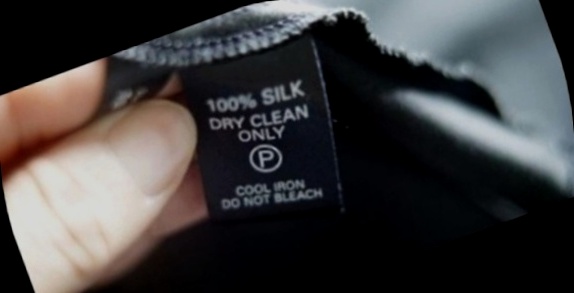 100% SILK
DRY CLEAN
ONLY
P
COOL IRON
DO NOT BLEACH